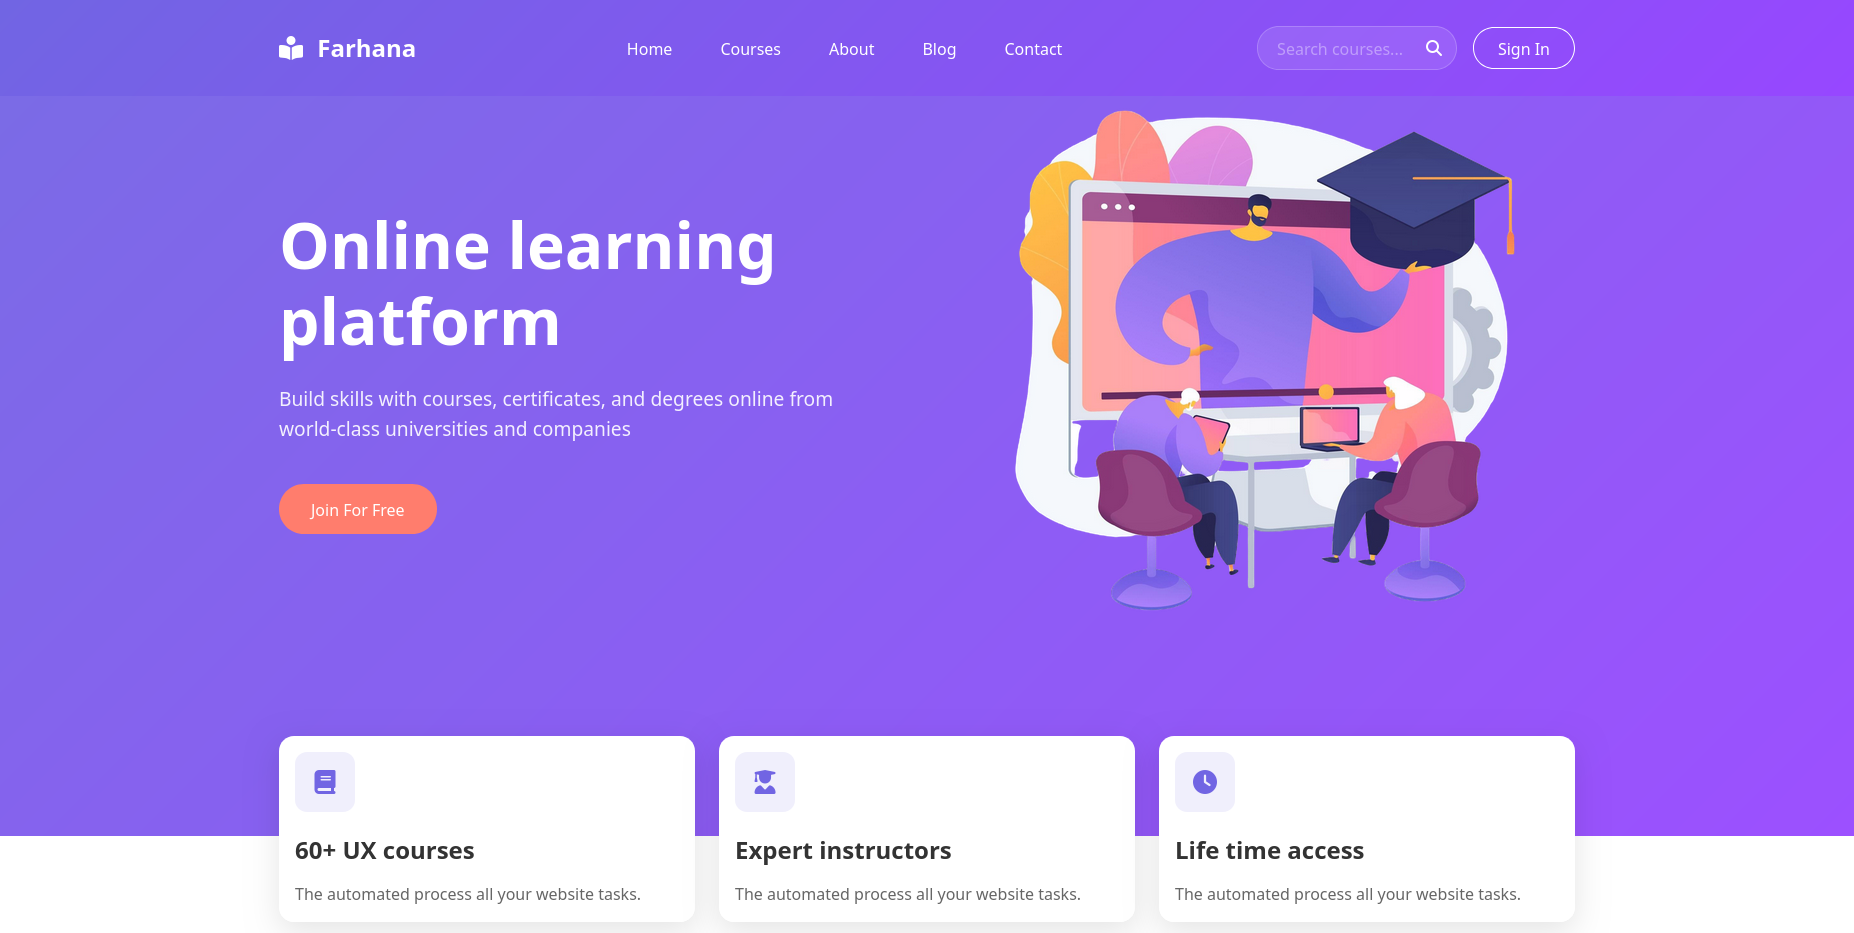 Farhana
Home
Courses
About
Blog
Contact
Search courses...
Sign In
Online learning
platform
Build skills with courses, certificates, and degrees online from
world-class universities and companies
Join For Free
60+ UX courses
The automated process all your website tasks.
Expert instructors
The automated process all your website tasks.
Life time access
The automated process all your website tasks.